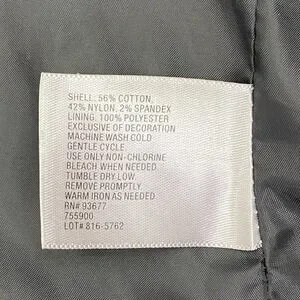 SHELL: 56% COTTON,
42% NYLON, 2% SPANDEX
LINING: 100% POLYESTER
EXCLUSIVE OF DECORATION
MACHINE WASH COLD
GENTLE CYCLE.
USE ONLY NON-CHLORINE
BLEACH WHEN NEEDED.
TUMBLE DRY LOW.
REMOVE PROMPTLY.
WARM IRON AS NEEDED
RN# 93677
755900
LOT# 816-5762